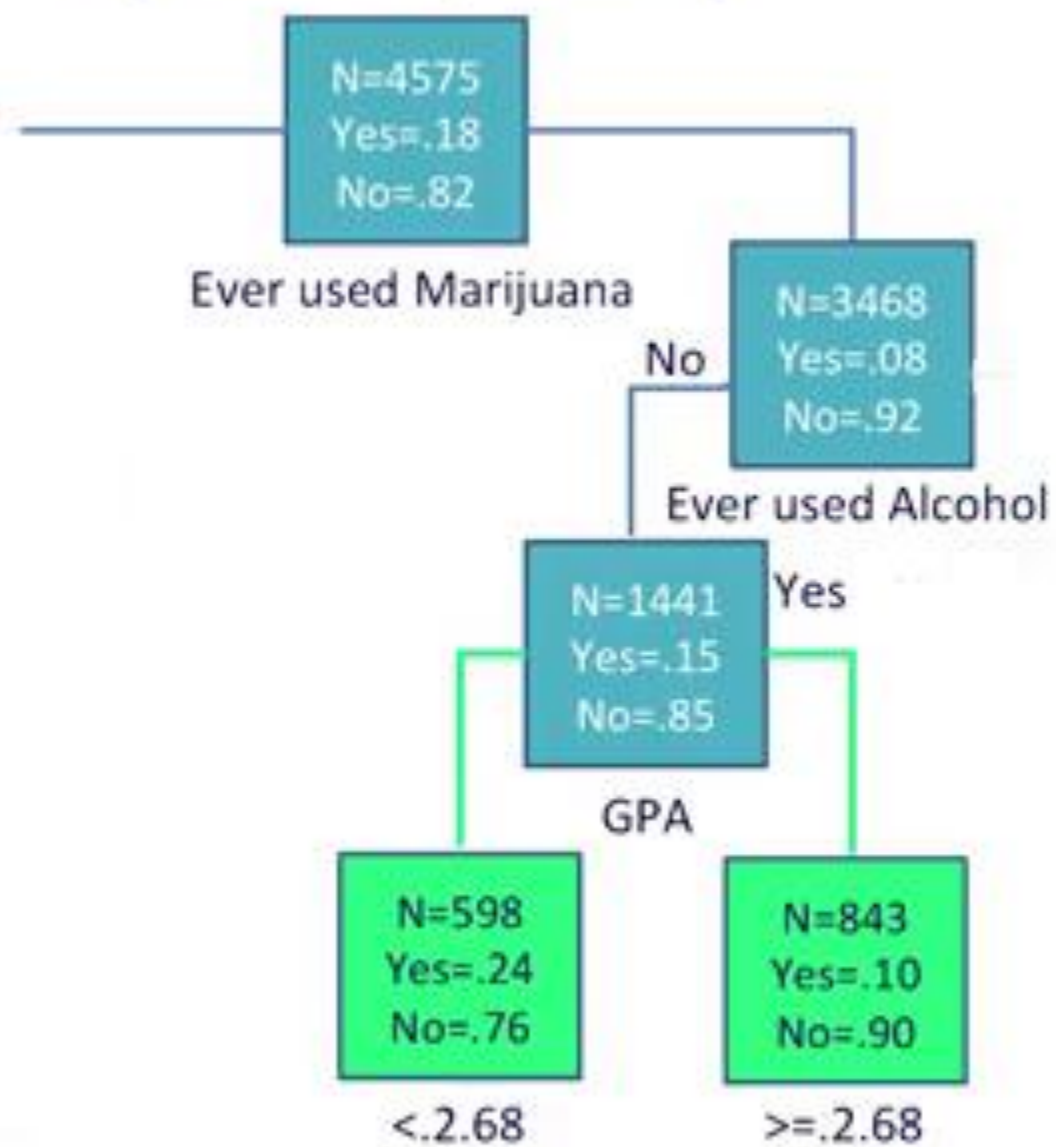 N=4575
Yes=.18
No=.82
Ever used Marijuana
N=3468
Yes=.08
No=.92
No
Ever used Alcohol
N=1441
Yes=.15
No=.85
Yes
GPA
N=598
Yes=.24
No=.76
N=843
Yes=.10
No=.90
<.2.68
>=.2.68